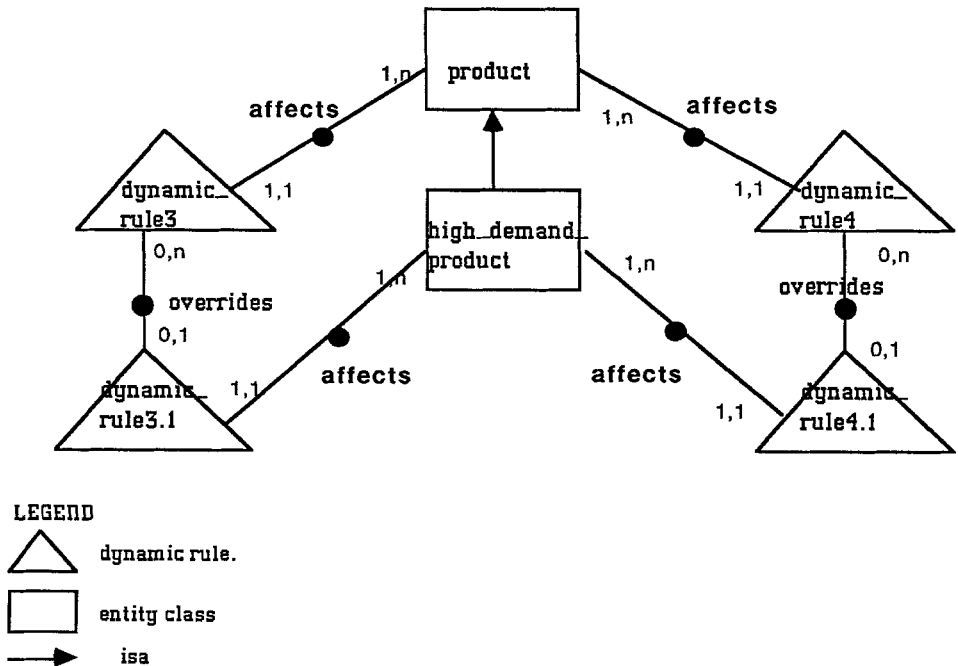 product
1,n
affects
affects
1,n
1,1
1,1
dynamic_
rule3
dynamic_
rule4
high_demand_
product
0,n
0,n
1,n
1,n
overrides
overrides
0,1
0,1
affects
affects
1,1
1,1
dynamic_
rule3.1
dynamic_
rule4.1
LEGEND
dynamic rule.
entity class
isa